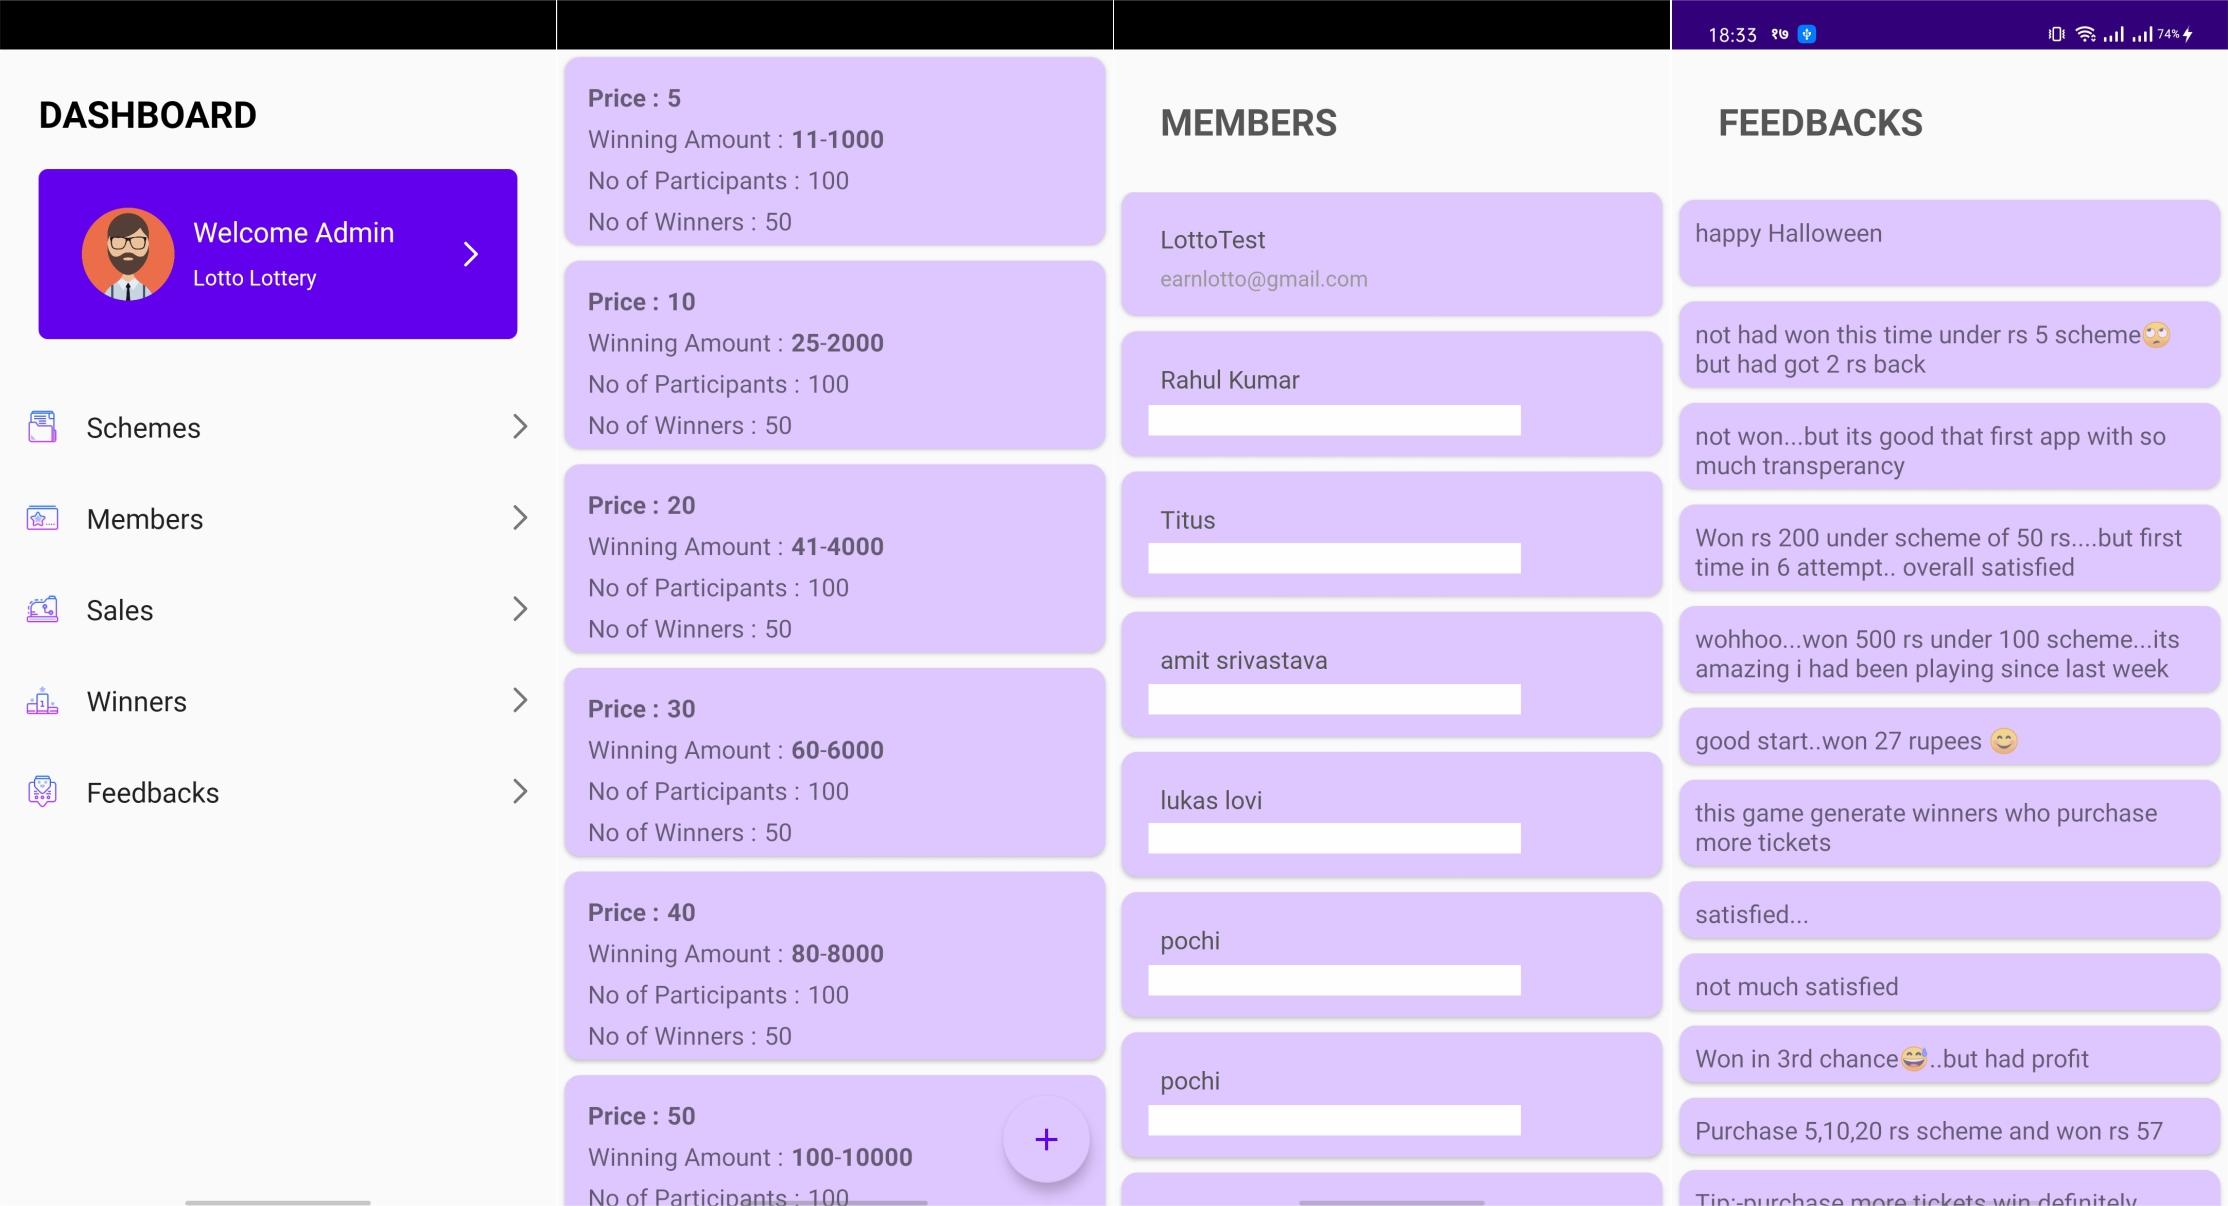 DASHBOARD
Welcome Admin
Lotto Lottery
Schemes
Members
Sales
Winners
Feedbacks
Price : 5
Winning Amount : 11-1000
No of Participants : 100
No of Winners : 50
Price : 10
Winning Amount : 25-2000
No of Participants : 100
No of Winners : 50
Price : 20
Winning Amount : 41-4000
No of Participants : 100
No of Winners : 50
Price : 30
Winning Amount : 60-6000
No of Participants : 100
No of Winners : 50
Price : 40
Winning Amount : 80-8000
No of Participants : 100
No of Winners : 50
Price : 50
Winning Amount : 100-10000
No of Participants : 100
+
MEMBERS
LottoTest
earnlotto@gmail.com
Rahul Kumar
Titus
amit srivastava
lukas lovi
pochi
pochi
18:33 १७ 74%
FEEDBACKS
happy Halloween
not had won this time under rs 5 scheme🙄
but had got 2 rs back
not won...but its good that first app with so
much transperancy
Won rs 200 under scheme of 50 rs....but first
time in 6 attempt.. overall satisfied
wohhoo...won 500 rs under 100 scheme...its
amazing i had been playing since last week
good start..won 27 rupees 😊
this game generate winners who purchase
more tickets
satisfied...
not much satisfied
Won in 3rd chance😅..but had profit
Purchase 5,10,20 rs scheme and won rs 57
Tip:-purchase more tickets win definitely